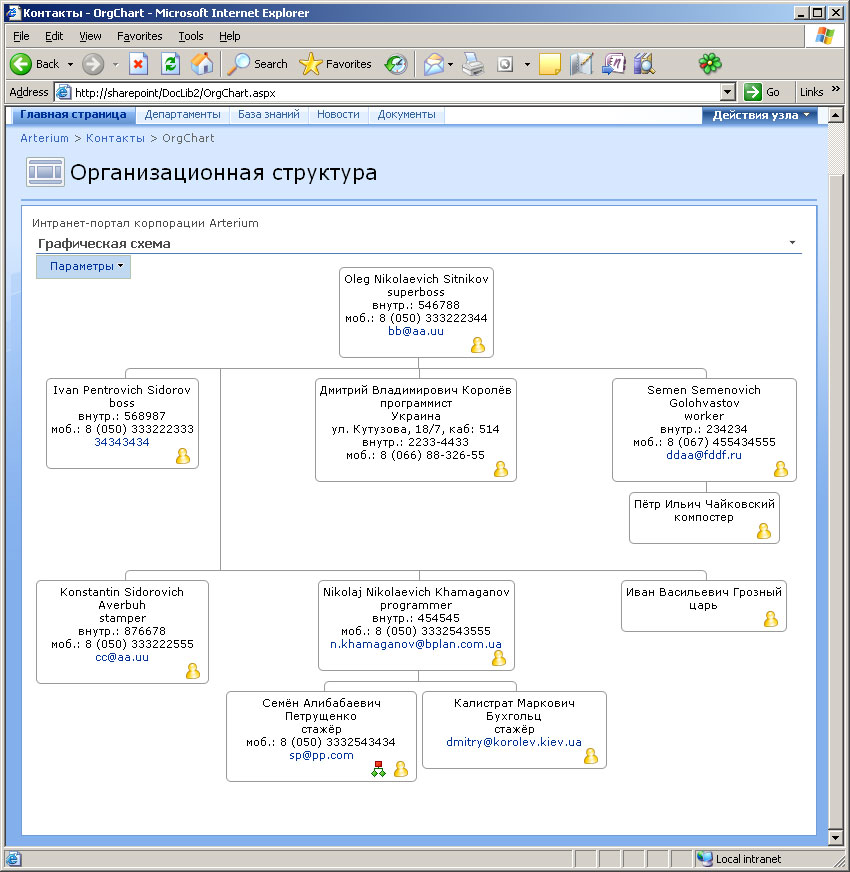 Контакты - OrgChart - Microsoft Internet Explorer
File Edit View Favorites Tools Help
Back Search Favorites
Address http://sharepoint/DocLib2/OrgChart.aspx Go Links »
Главная страница Департаменты База знаний Новости Документы Действия узла
Arterium > Контакты > OrgChart
Организационная структура
Интранет-портал корпорации Arterium
Графическая схема
Параметры
Oleg Nikolaevich Sitnikov
superboss
внутр.: 546788
моб.: 8 (050) 333222344
bb@aa.uu
Ivan Pentrovich Sidorov
boss
внутр.: 568987
моб.: 8 (050) 333222333
34343434
Дмитрий Владимирович Королёв
программист
Украина
ул. Кутузова, 18/7, каб: 514
внутр.: 2233-4433
моб.: 8 (066) 88-326-55
Semen Semenovich
Golohvastov
worker
внутр.: 234234
моб.: 8 (067) 455434555
ddaa@fddf.ru
Пётр Ильич Чайковский
компостер
Konstantin Sidorovich
Averbuh
stamper
внутр.: 876678
моб.: 8 (050) 333222555
cc@aa.uu
Nikolaj Nikolaevich Khamaganov
programmer
внутр.: 454545
моб.: 8 (050) 3332543555
n.khamaganov@bplan.com.ua
Иван Васильевич Грозный
царь
Семён Алибабаевич
Петрущенко
стажёр
моб.: 8 (050) 3332543434
sp@pp.com
Калистрат Маркович
Бухгольц
стажёр
dmitry@korolev.kiev.ua
Local intranet